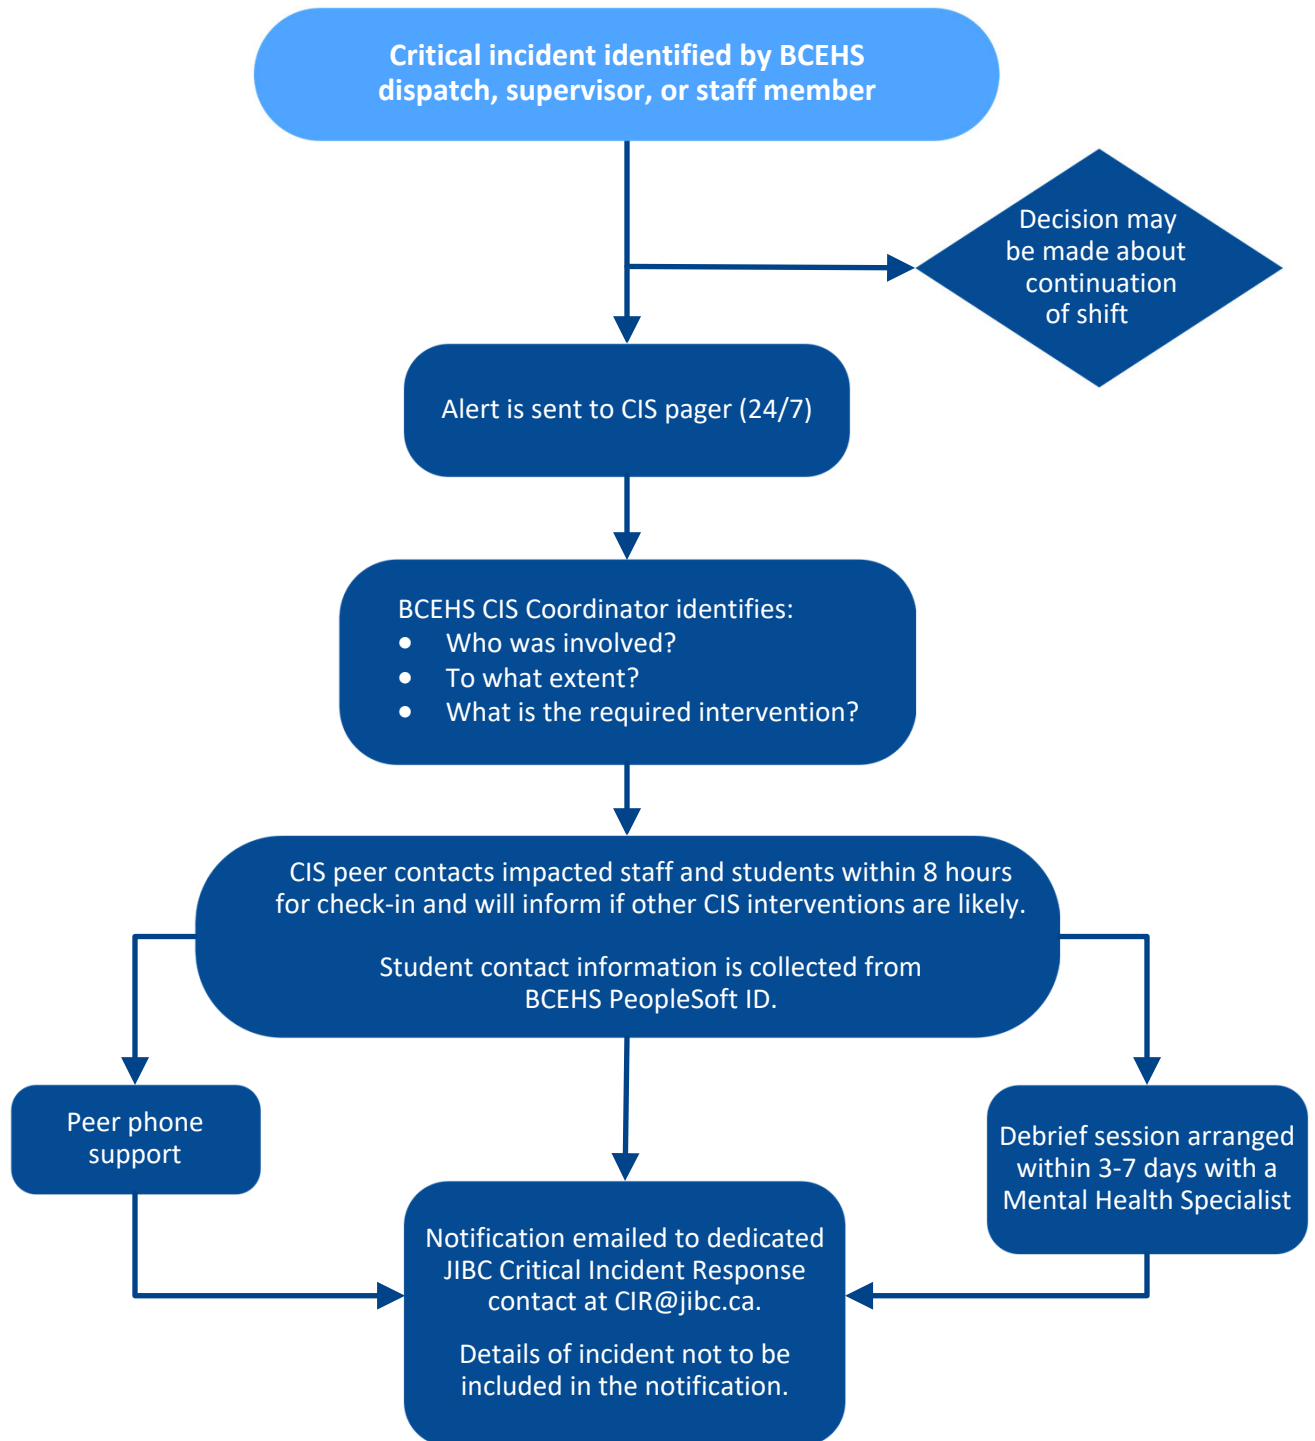 Critical incident identified by BCEHS
dispatch, supervisor, or staff member
Decision may
be made about
continuation
of shift
Alert is sent to CIS pager (24/7)
BCEHS CIS Coordinator identifies:
• Who was involved?
• To what extent?
• What is the required intervention?
CIS peer contacts impacted staff and students within 8 hours
for check-in and will inform if other CIS interventions are likely.
Student contact information is collected from
BCEHS PeopleSoft ID.
Peer phone
support
Debrief session arranged
within 3-7 days with a
Mental Health Specialist
Notification emailed to dedicated
JIBC Critical Incident Response
contact at CIR@jibc.ca.
Details of incident not to be
included in the notification.